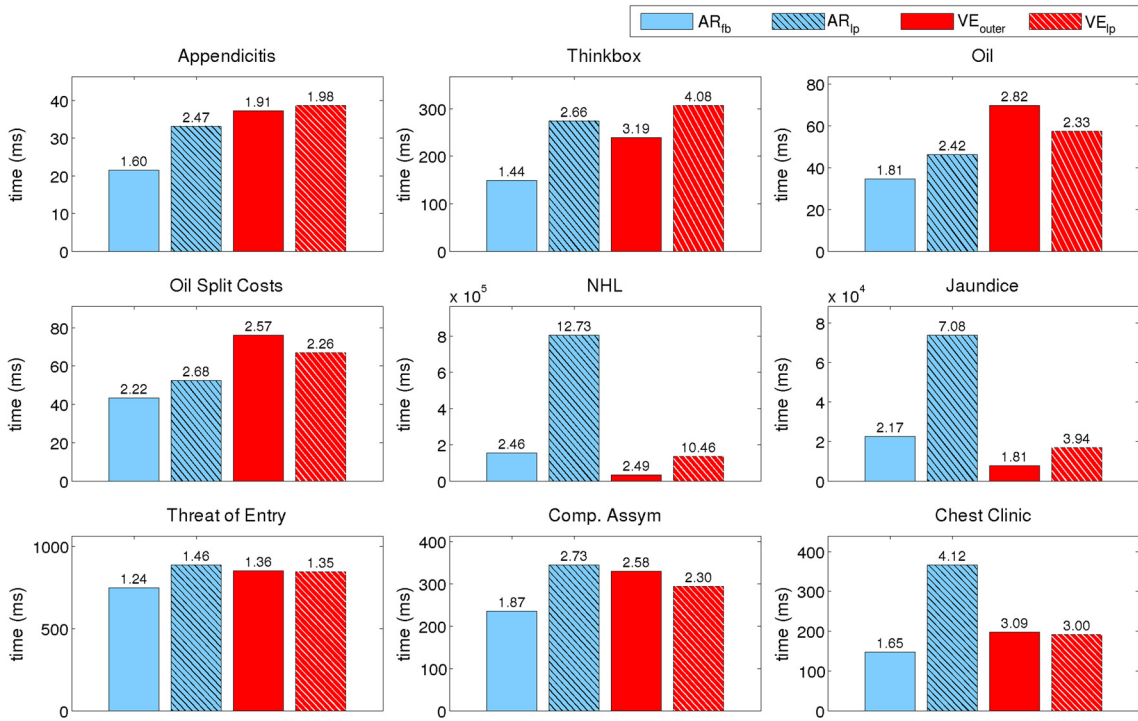 AR_fb AR_lp VE_outer VE_lp
Appendicitis
time (ms)
40
30
20
10
0
1.60 2.47 1.91 1.98
Thinkbox
time (ms)
300
200
100
0
1.44 2.66 3.19 4.08
Oil
time (ms)
80
60
40
20
0
1.81 2.42 2.82 2.33
Oil Split Costs
time (ms)
80
60
40
20
0
2.22 2.68 2.57 2.26
NHL
x 10^5
time (ms)
8
6
4
2
0
2.46 12.73 2.49 10.46
Jaundice
x 10^4
time (ms)
8
6
4
2
0
2.17 7.08 1.81 3.94
Threat of Entry
time (ms)
1000
500
0
1.24 1.46 1.36 1.35
Comp. Assym
time (ms)
400
300
200
100
0
1.87 2.73 2.58 2.30
Chest Clinic
time (ms)
400
300
200
100
0
1.65 4.12 3.09 3.00